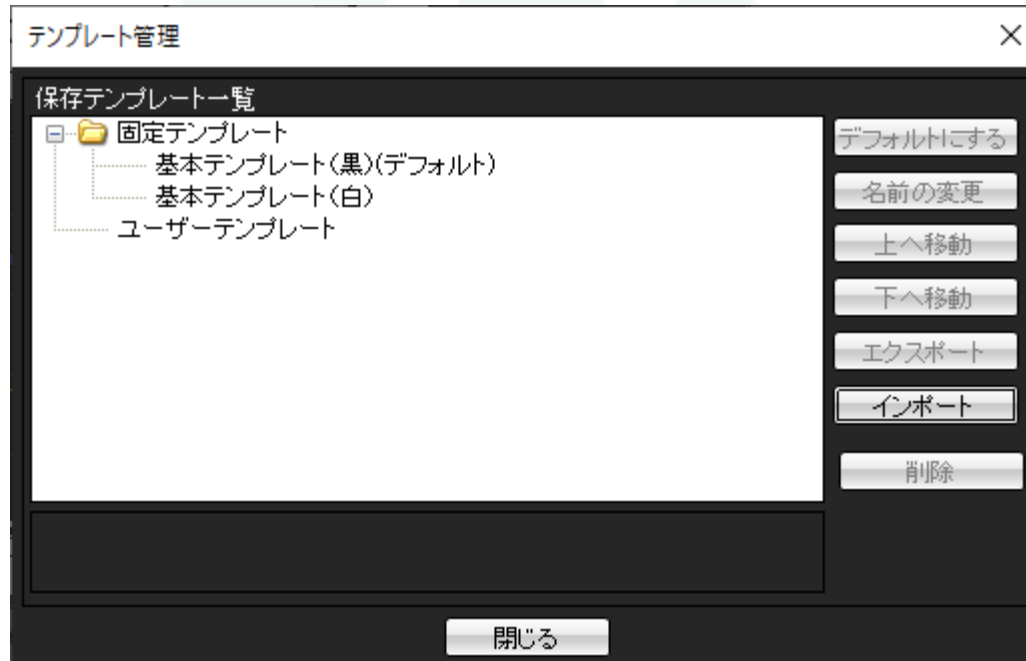 テンプレート管理
保存テンプレート一覧
固定テンプレート
基本テンプレート(黒)(デフォルト)
基本テンプレート(白)
ユーザーテンプレート
デフォルトにする
名前の変更
上へ移動
下へ移動
エクスポート
インポート
削除
閉じる